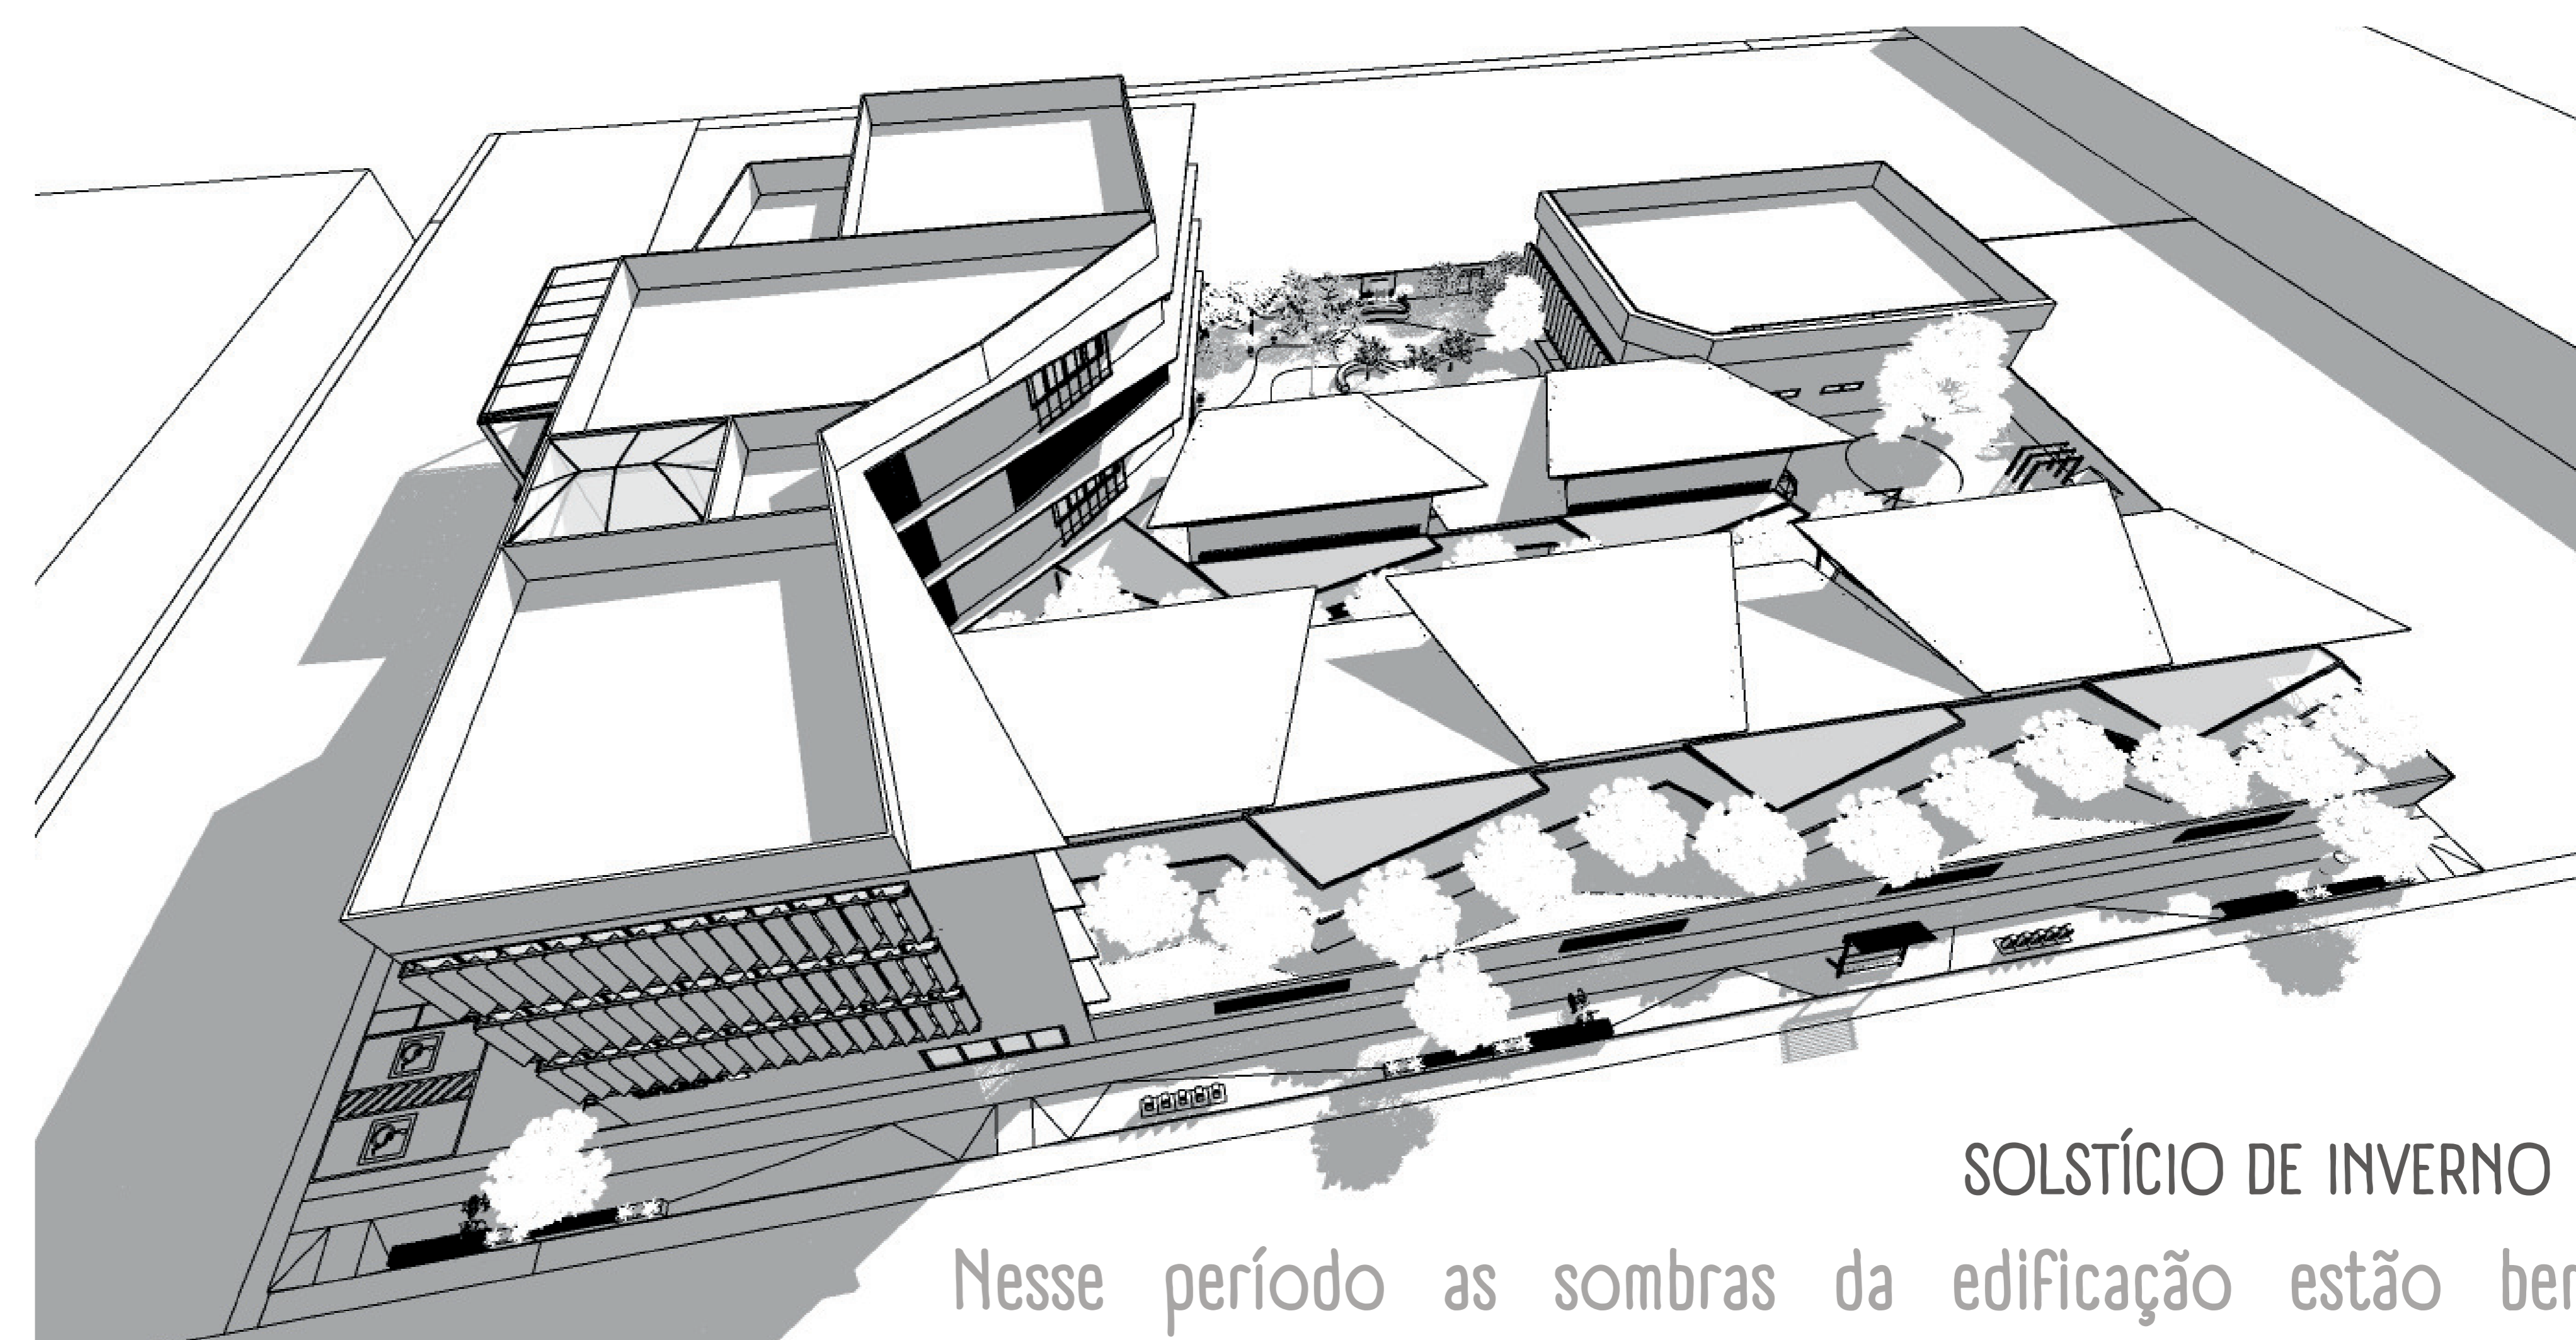 SOLSTÍCIO DE INVERNO
Nesse período as sombras da edificação estão